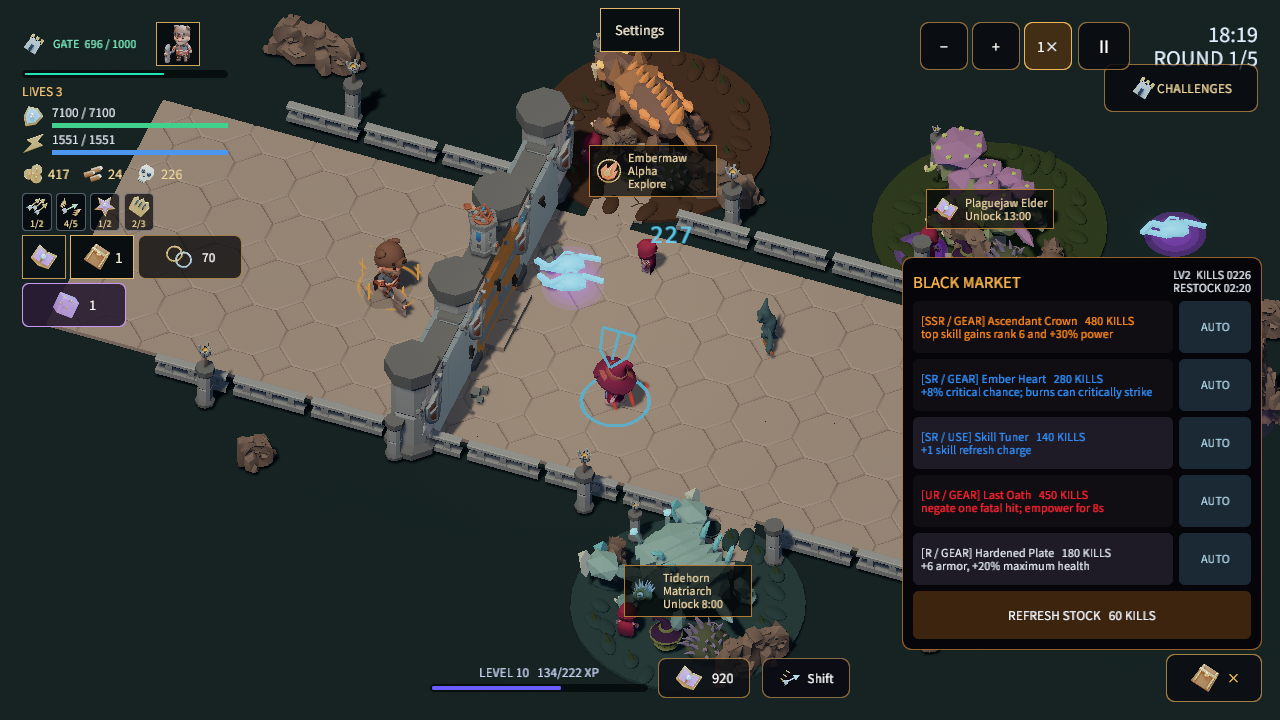 Settings
GATE 696 / 1000
− + 1× II
18:19
ROUND 1/5
CHALLENGES
LIVES 3
7100 / 7100
1551 / 1551
417 24 226
1/2 4/5 1/2 2/3
1 70
1
Embermaw
Alpha
Explore
227
Plaguejaw Elder
Unlock 13:00
Tidehorn
Matriarch
Unlock 8:00
BLACK MARKET
LV2 KILLS 0226
RESTOCK 02:20
[SSR / GEAR] Ascendant Crown 480 KILLS
top skill gains rank 6 and +30% power
AUTO
[SR / GEAR] Ember Heart 280 KILLS
+8% critical chance; burns can critically strike
AUTO
[SR / USE] Skill Tuner 140 KILLS
+1 skill refresh charge
AUTO
[UR / GEAR] Last Oath 450 KILLS
negate one fatal hit; empower for 8s
AUTO
[R / GEAR] Hardened Plate 180 KILLS
+6 armor, +20% maximum health
AUTO
REFRESH STOCK 60 KILLS
LEVEL 10 134/222 XP
920
Shift
×